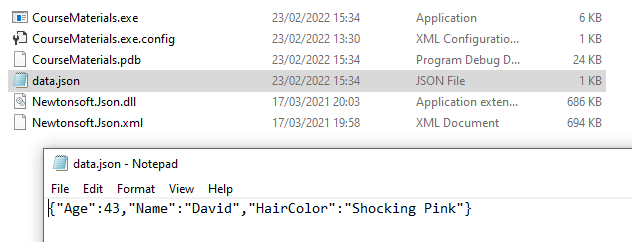 CourseMaterials.exe 23/02/2022 15:34 Application 6 KB
CourseMaterials.exe.config 23/02/2022 13:30 XML Configuratio... 1 KB
CourseMaterials.pdb 23/02/2022 15:34 Program Debug D... 24 KB
data.json 23/02/2022 15:34 JSON File 1 KB
Newtonsoft.Json.dll 17/03/2021 20:03 Application exten... 686 KB
Newtonsoft.Json.xml 17/03/2021 19:58 XML Document 694 KB
data.json - Notepad
File Edit Format View Help
{"Age":43,"Name":"David","HairColor":"Shocking Pink"}